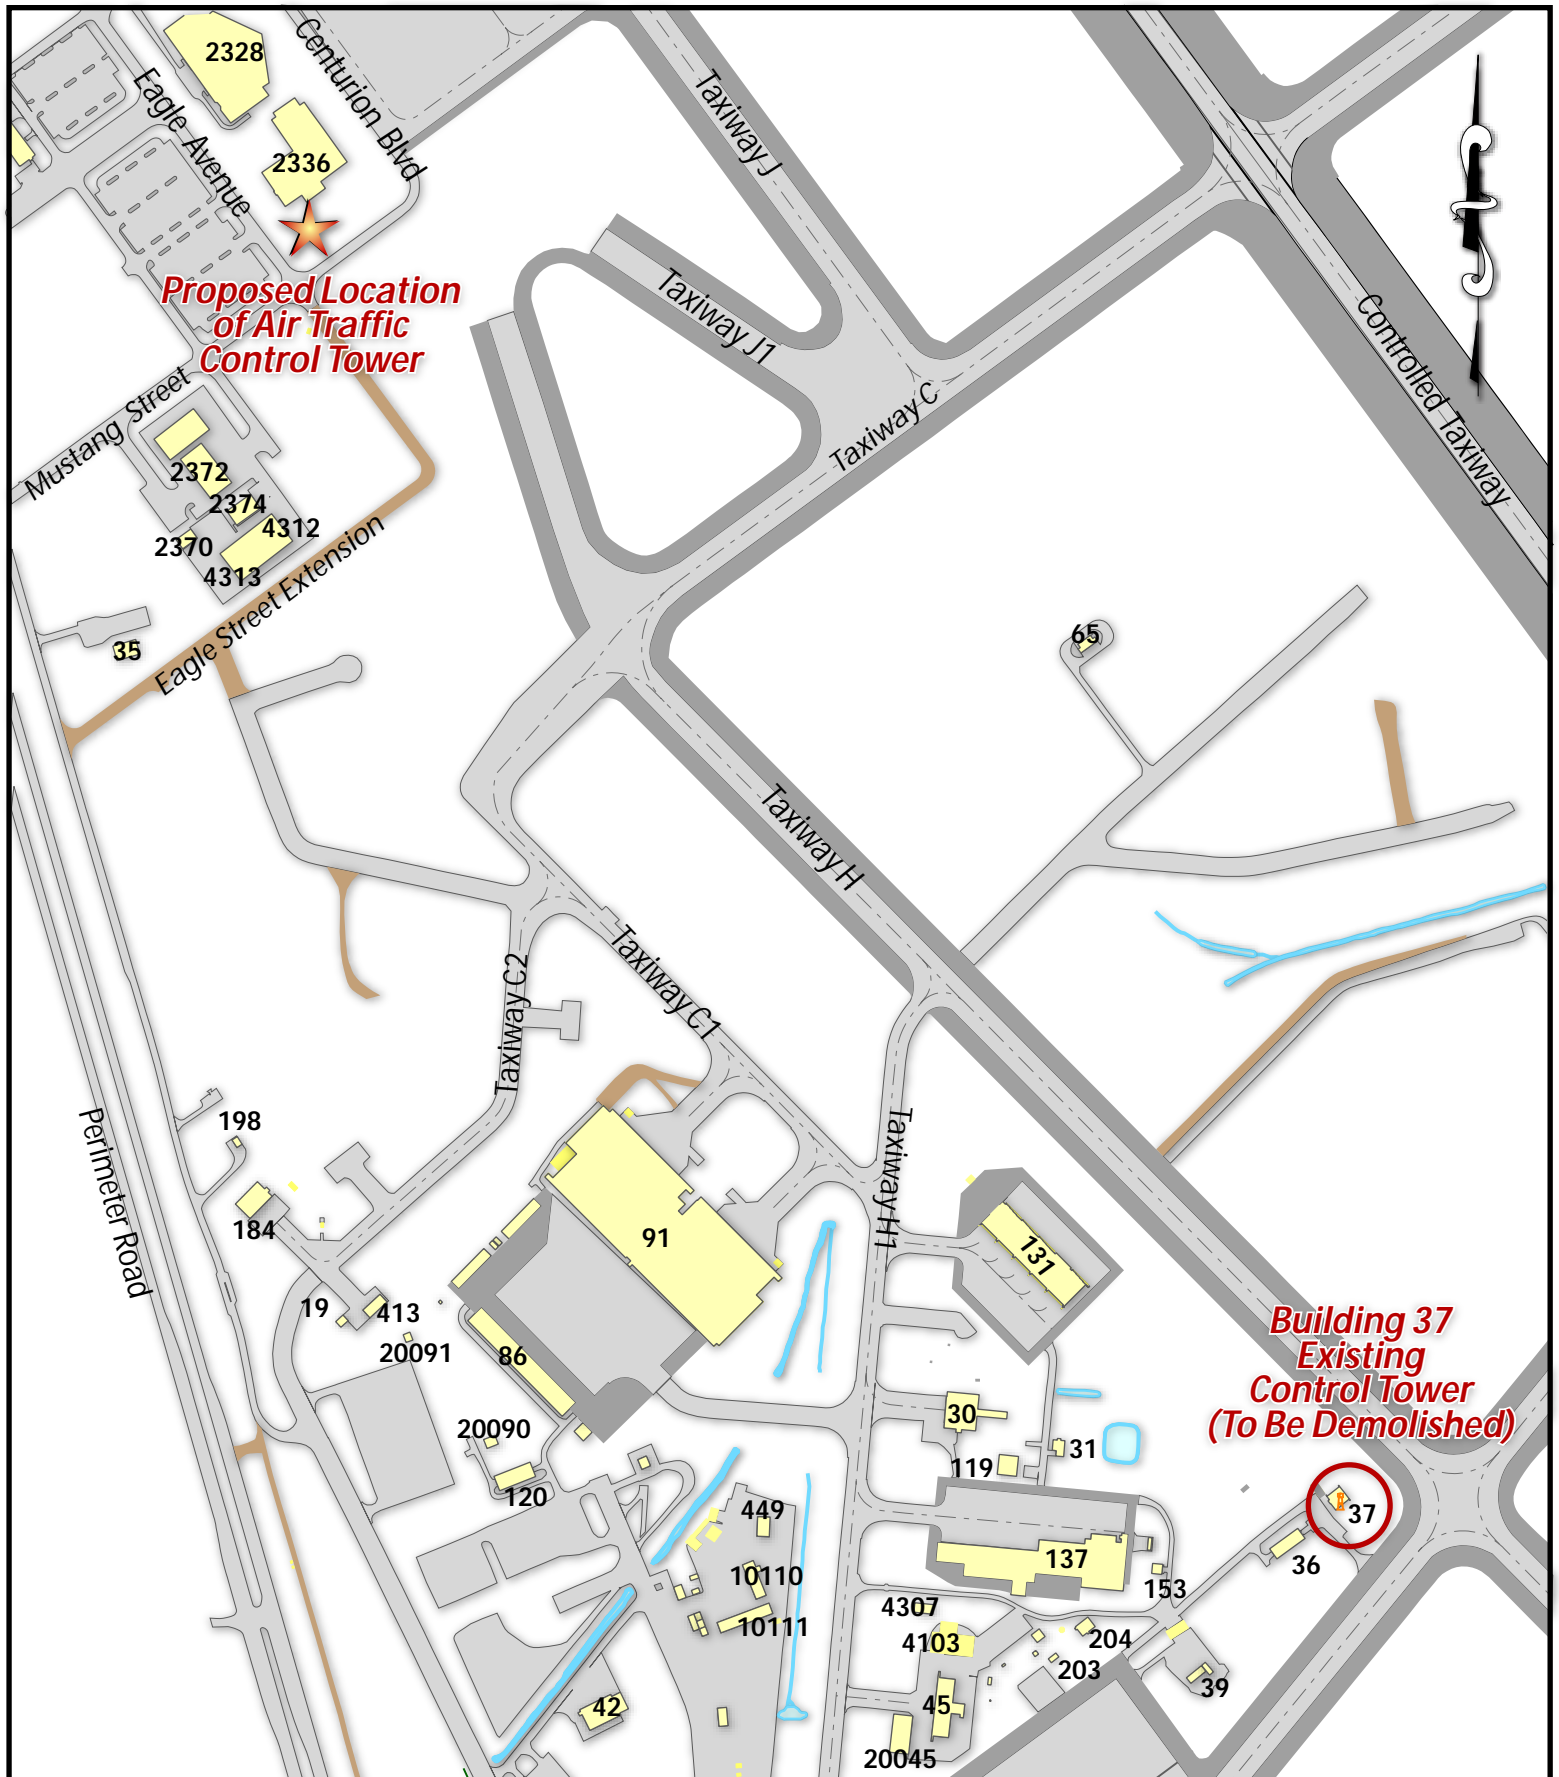 2328
Centurion Blvd
Eagle Avenue
2336
Taxiway J
Proposed Location
of Air Traffic
Control Tower
Taxiway J1
Controlled Taxiway
Taxiway C
Mustang Street
2372
2374
4312
2370
4313
Eagle Street Extension
35
65
Taxiway H
Taxiway C2
Taxiway C1
Perimeter Road
198
Taxiway H1
184
91
131
19
413
20091
86
Building 37
Existing
Control Tower
(To Be Demolished)
30
20090
31
119
120
449
37
137
36
10110
153
4307
10111
4103
204
203
39
42
45
20045